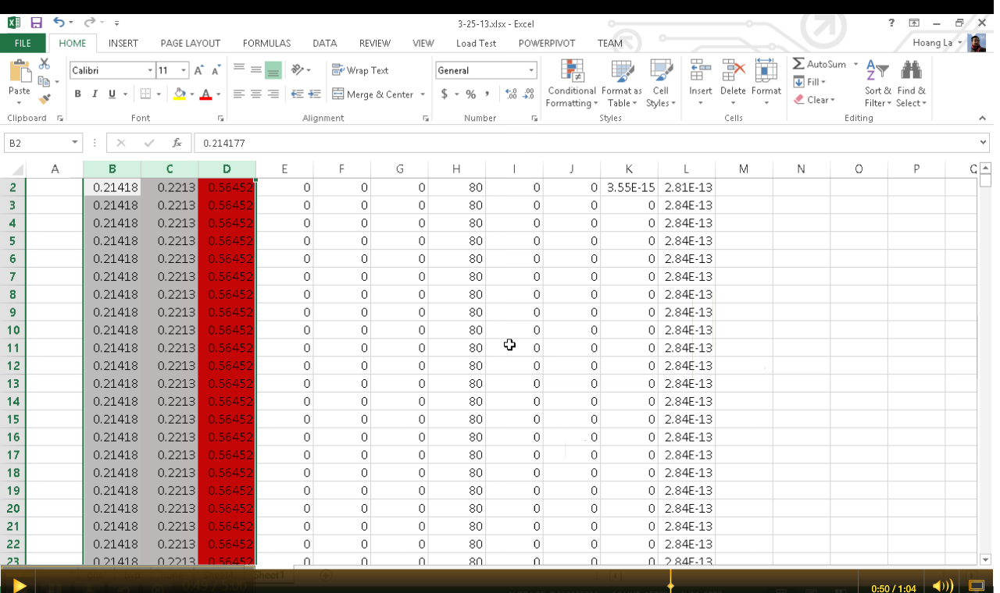 3-25-13.xlsx - Excel
?
FILE HOME INSERT PAGE LAYOUT FORMULAS DATA REVIEW VIEW Load Test POWERPIVOT TEAM Hoang La
Paste
Calibri 11 A A
B I U A
Wrap Text
Merge & Center
General
$ % , .00 .00
Conditional Formatting
Format as Table
Cell Styles
Insert Delete Format
AutoSum
Fill
Clear
Sort & Filter
Find & Select
Clipboard Font Alignment Number Styles Cells Editing
B2 fx 0.214177
A B C D E F G H I J K L M N O P Q
2 0.21418 0.2213 0.56452 0 0 0 80 0 0 3.55E-15 2.81E-13
3 0.21418 0.2213 0.56452 0 0 0 80 0 0 0 2.84E-13
4 0.21418 0.2213 0.56452 0 0 0 80 0 0 0 2.84E-13
5 0.21418 0.2213 0.56452 0 0 0 80 0 0 0 2.84E-13
6 0.21418 0.2213 0.56452 0 0 0 80 0 0 0 2.84E-13
7 0.21418 0.2213 0.56452 0 0 0 80 0 0 0 2.84E-13
8 0.21418 0.2213 0.56452 0 0 0 80 0 0 0 2.84E-13
9 0.21418 0.2213 0.56452 0 0 0 80 0 0 0 2.84E-13
10 0.21418 0.2213 0.56452 0 0 0 80 0 0 0 2.84E-13
11 0.21418 0.2213 0.56452 0 0 0 80 0 0 0 2.84E-13
12 0.21418 0.2213 0.56452 0 0 0 80 0 0 0 2.84E-13
13 0.21418 0.2213 0.56452 0 0 0 80 0 0 0 2.84E-13
14 0.21418 0.2213 0.56452 0 0 0 80 0 0 0 2.84E-13
15 0.21418 0.2213 0.56452 0 0 0 80 0 0 0 2.84E-13
16 0.21418 0.2213 0.56452 0 0 0 80 0 0 0 2.84E-13
17 0.21418 0.2213 0.56452 0 0 0 80 0 0 0 2.84E-13
18 0.21418 0.2213 0.56452 0 0 0 80 0 0 0 2.84E-13
19 0.21418 0.2213 0.56452 0 0 0 80 0 0 0 2.84E-13
20 0.21418 0.2213 0.56452 0 0 0 80 0 0 0 2.84E-13
21 0.21418 0.2213 0.56452 0 0 0 80 0 0 0 2.84E-13
22 0.21418 0.2213 0.56452 0 0 0 80 0 0 0 2.84E-13
23 0.21418 0.2213 0.56452 0 0 0 80 0 0 0 2.84E-13
Sheet1
0:50 / 1:04